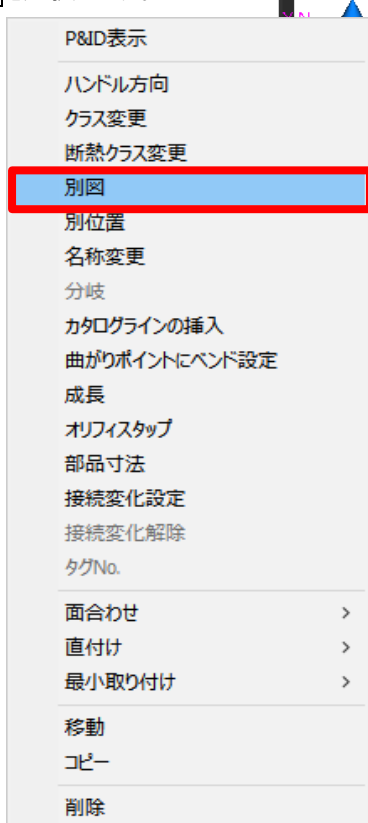 P&ID表示
ハンドル方向
クラス変更
断熱クラス変更
別図
別位置
名称変更
分岐
カタログラインの挿入
曲がりポイントにベンド設定
成長
オリフィスタップ
部品寸法
接続変化設定
接続変化解除
タグNo.
面合わせ
直付け
最小取り付け
移動
コピー
削除